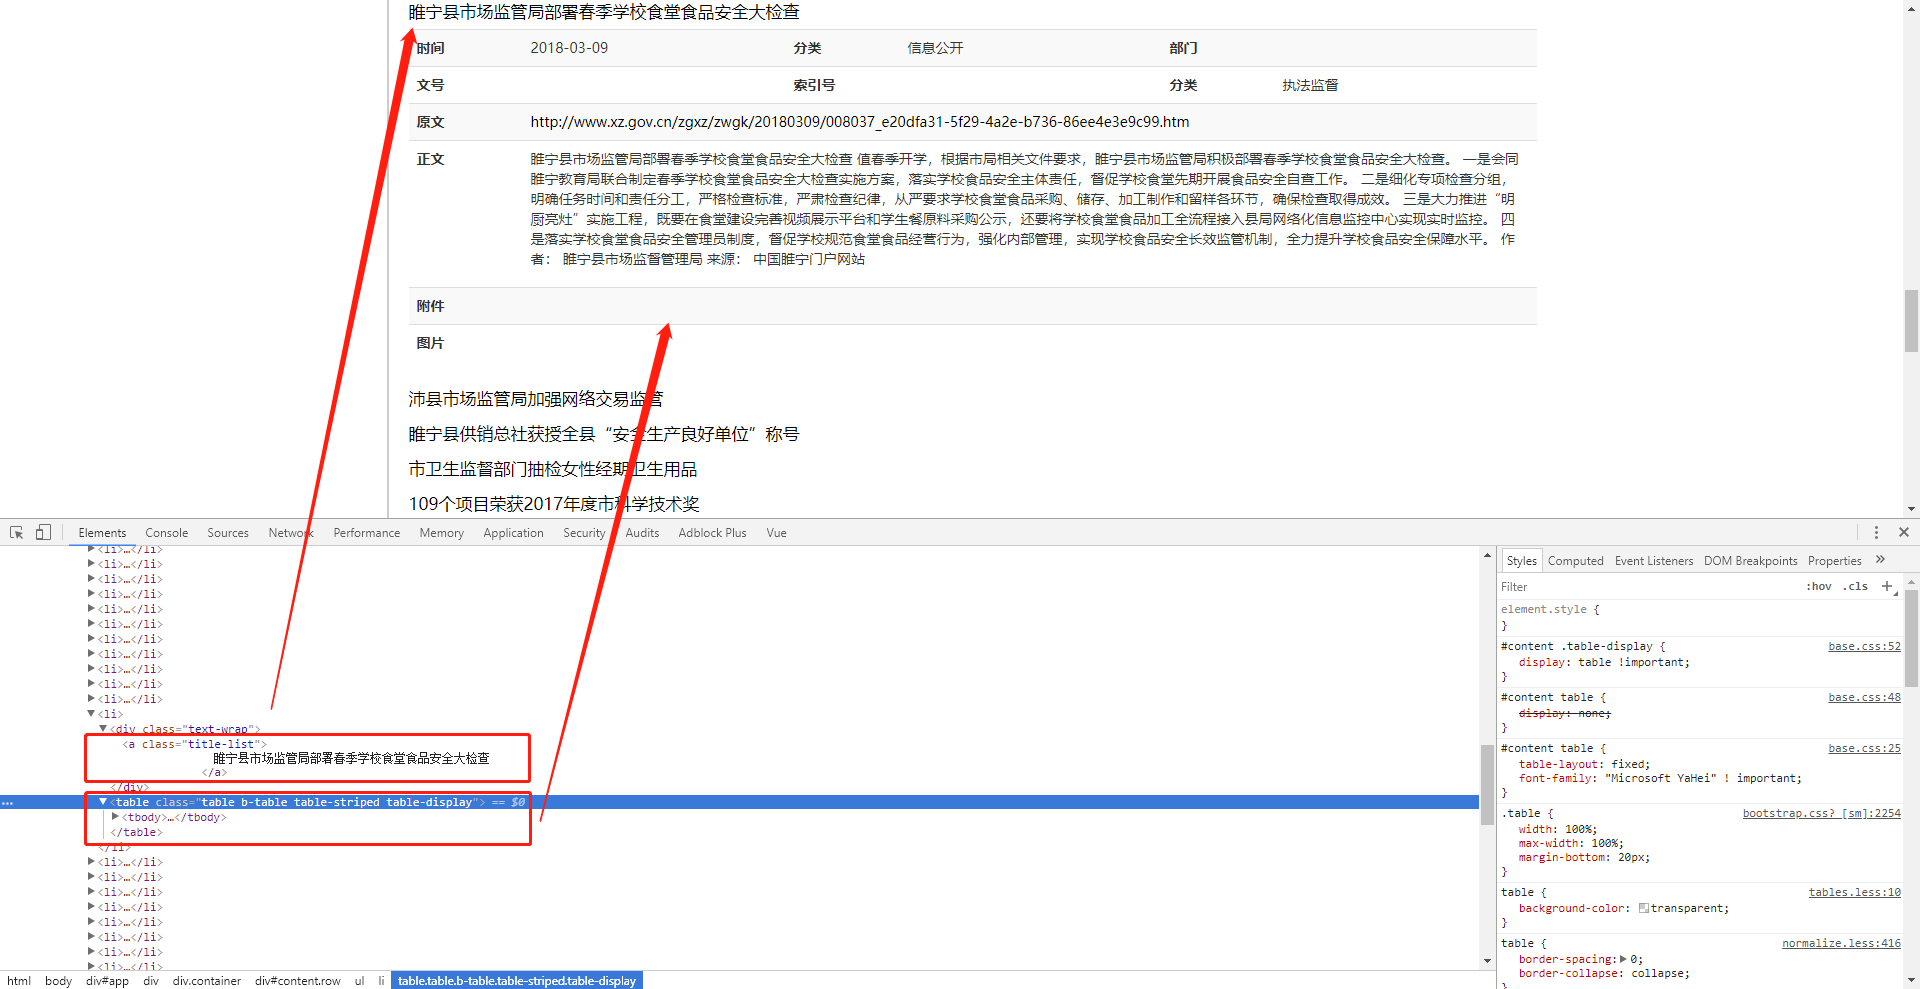 睢宁县市场监管局部署春季学校食堂食品安全大检查
时间 2018-03-09 分类 信息公开 部门
文号 索引号 分类 执法监督
原文 http://www.xz.gov.cn/zgxz/zwgk/20180309/008037_e20dfa31-5f29-4a2e-b736-86ee4e3e9c99.htm
正文 睢宁县市场监管局部署春季学校食堂食品安全大检查 值春季开学，根据市局相关文件要求，睢宁县市场监管局积极部署春季学校食堂食品安全大检查。 一是会同
睢宁教育局联合制定春季学校食堂食品安全大检查实施方案，落实学校食品安全主体责任，督促学校食堂先期开展食品安全自查工作。 二是细化专项检查分组，
明确任务时间和责任分工，严格检查标准，严肃检查纪律，从严要求学校食堂食品采购、储存、加工制作和留样各环节，确保检查取得成效。 三是大力推进“明
厨亮灶”实施工程，既要在食堂建设完善视频展示平台和学生餐原料采购公示，还要将学校食堂食品加工全流程接入县局网络化信息监控中心实现实时监控。 四
是落实学校食堂食品安全管理员制度，督促学校规范食堂食品经营行为，强化内部管理，实现学校食品安全长效监管机制，全力提升学校食品安全保障水平。 作
者： 睢宁县市场监督管理局 来源： 中国睢宁门户网站
附件
图片
沛县市场监管局加强网络交易监管
睢宁县供销总社获授全县“安全生产良好单位”称号
市卫生监督部门抽检女性经期卫生用品
109个项目荣获2017年度市科学技术奖
Elements Console Sources Network Performance Memory Application Security Audits Adblock Plus Vue
<li>…</li>
<li>…</li>
<li>…</li>
<li>…</li>
<li>…</li>
<li>…</li>
<li>…</li>
<li>…</li>
<li>…</li>
<li>…</li>
<li>…</li>
<li>
<div class="text-wrap">
<a class="title-list">
睢宁县市场监管局部署春季学校食堂食品安全大检查
</a>
</div>
… <table class="table b-table table-striped table-display"> == $0
<tbody>…</tbody>
</table>
</li>
<li>…</li>
<li>…</li>
<li>…</li>
<li>…</li>
<li>…</li>
<li>…</li>
<li>…</li>
<li>…</li>
html body div#app div div.container div#content.row ul li table.table.b-table.table-striped.table-display
Styles Computed Event Listeners DOM Breakpoints Properties »
Filter :hov .cls +
element.style {
}
#content .table-display { base.css:52
display: table !important;
}
#content table { base.css:48
display: none;
}
#content table { base.css:25
table-layout: fixed;
font-family: "Microsoft YaHei" ! important;
}
.table { bootstrap.css? [sm]:2254
width: 100%;
max-width: 100%;
margin-bottom: 20px;
}
table { tables.less:10
background-color: transparent;
}
table { normalize.less:416
border-spacing: 0;
border-collapse: collapse;
}